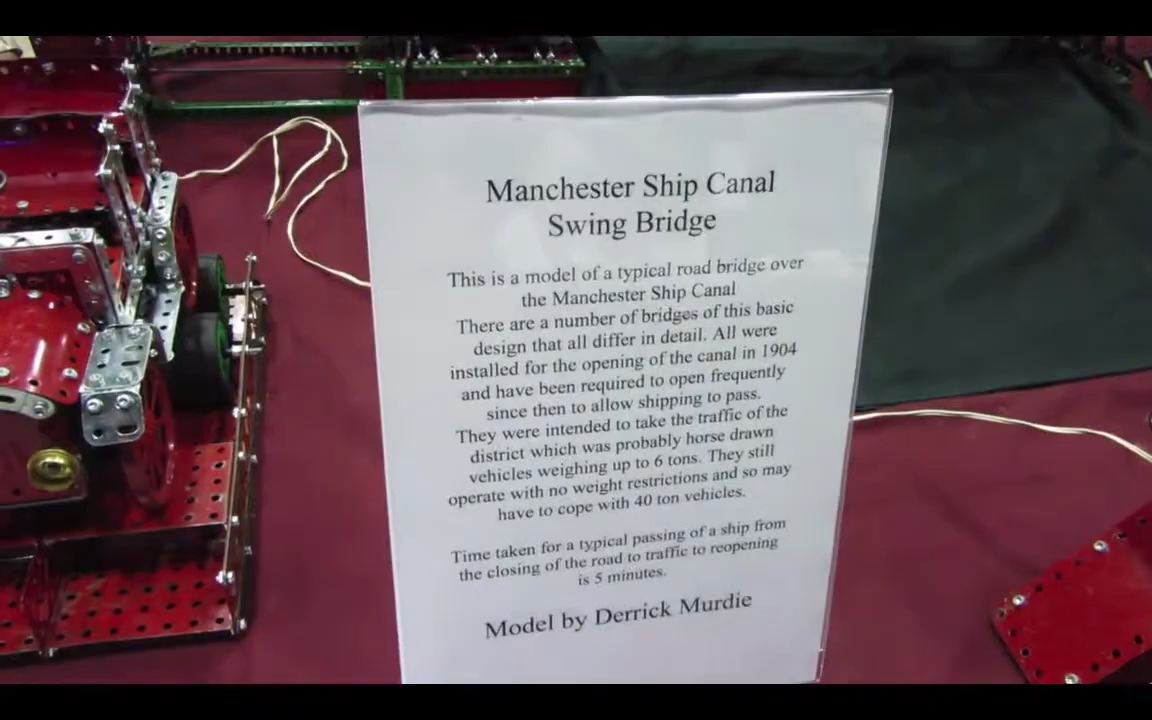 Manchester Ship Canal
Swing Bridge
This is a model of a typical road bridge over
the Manchester Ship Canal
There are a number of bridges of this basic
design that all differ in detail. All were
installed for the opening of the canal in 1904
and have been required to open frequently
since then to allow shipping to pass.
They were intended to take the traffic of the
district which was probably horse drawn
vehicles weighing up to 6 tons. They still
operate with no weight restrictions and so may
have to cope with 40 ton vehicles.
Time taken for a typical passing of a ship from
the closing of the road to traffic to reopening
is 5 minutes.
Model by Derrick Murdie